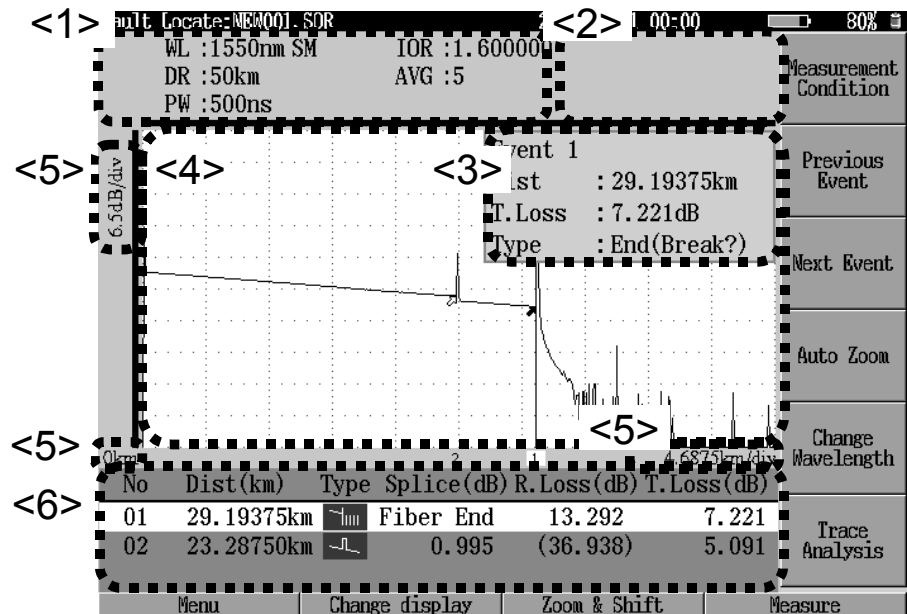 <1> ault Locate:NEW001.SOR <2> 00:00 80%
WL :1550nm SM IOR :1.60000
DR :50km AVG :5
PW :500ns
Measurement
Condition
<5> <4> <3> Event 1
6.5dB/div
Dist : 29.19375km
T.Loss : 7.221dB
Type : End(Break?)
Previous
Event
Next Event
Auto Zoom
Change
Wavelength
<5> <5>
0km 2 1 4.6875km/div
<6> No Dist(km) Type Splice(dB) R.Loss(dB) T.Loss(dB)
01 29.19375km Fiber End 13.292 7.221
02 23.28750km 0.995 (36.938) 5.091
Trace
Analysis
Menu Change display Zoom & Shift Measure